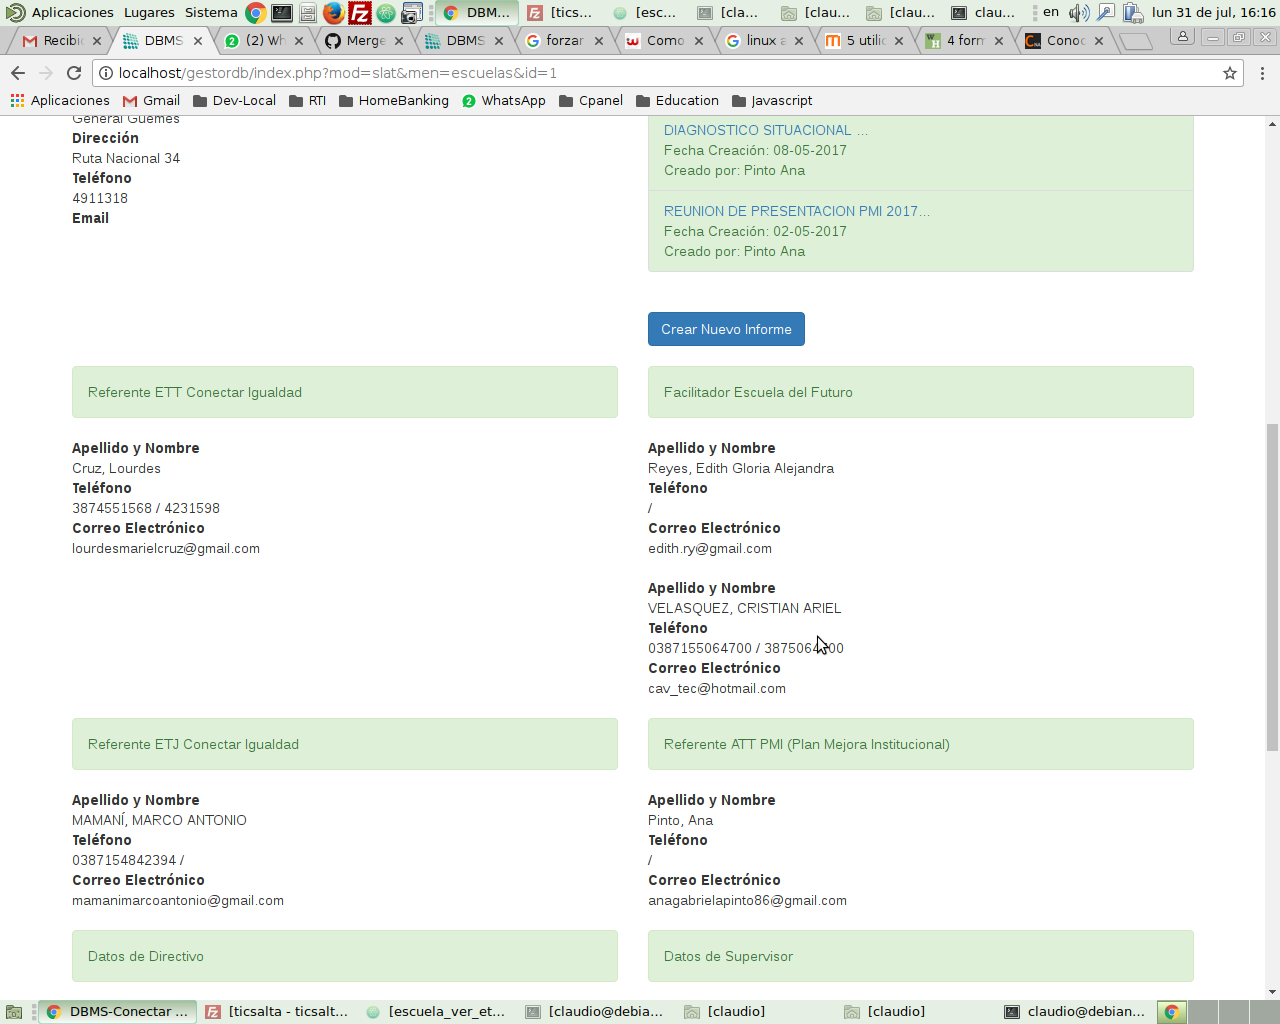 Aplicaciones Lugares Sistema DBM... [tics... [esc... [cla... [clau... [clau... clau... en lun 31 de jul, 16:16
Recibi DBMS (2) Wh Merge DBMS forzar Como linux a 5 utili 4 form Conoc
localhost/gestordb/index.php?mod=slat&men=escuelas&id=1
Aplicaciones Gmail Dev-Local RTI HomeBanking WhatsApp Cpanel Education Javascript
General Guemes
Dirección
Ruta Nacional 34
Teléfono
4911318
Email
DIAGNOSTICO SITUACIONAL ...
Fecha Creación: 08-05-2017
Creado por: Pinto Ana
REUNION DE PRESENTACION PMI 2017...
Fecha Creación: 02-05-2017
Creado por: Pinto Ana
Crear Nuevo Informe
Referente ETT Conectar Igualdad
Apellido y Nombre
Cruz, Lourdes
Teléfono
3874551568 / 4231598
Correo Electrónico
lourdesmarielcruz@gmail.com
Facilitador Escuela del Futuro
Apellido y Nombre
Reyes, Edith Gloria Alejandra
Teléfono
/
Correo Electrónico
edith.ry@gmail.com
Apellido y Nombre
VELASQUEZ, CRISTIAN ARIEL
Teléfono
0387155064700 /
Correo Electrónico
cav_tec@hotmail.com
Referente ETJ Conectar Igualdad
Apellido y Nombre
MAMANÍ, MARCO ANTONIO
Teléfono
0387154842394 /
Correo Electrónico
mamanimarcoantonio@gmail.com
Referente ATT PMI (Plan Mejora Institucional)
Apellido y Nombre
Pinto, Ana
Teléfono
/
Correo Electrónico
anagabrielapinto86@gmail.com
Datos de Directivo
Datos de Supervisor
DBMS-Conectar ... [ticsalta - ticsalt... [escuela_ver_et... [claudio@debia... [claudio] [claudio] claudio@debian...